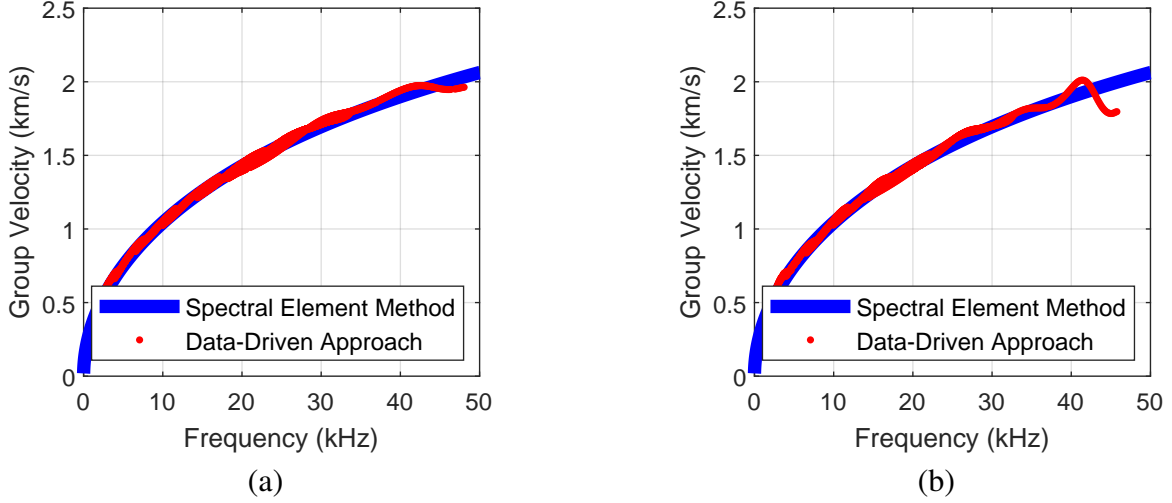 2.5
2
1.5
1
0.5
0
Group Velocity (km/s)
Spectral Element Method
Data-Driven Approach
0 10 20 30 40 50
Frequency (kHz)
(a)
2.5
2
1.5
1
0.5
0
Group Velocity (km/s)
Spectral Element Method
Data-Driven Approach
0 10 20 30 40 50
Frequency (kHz)
(b)